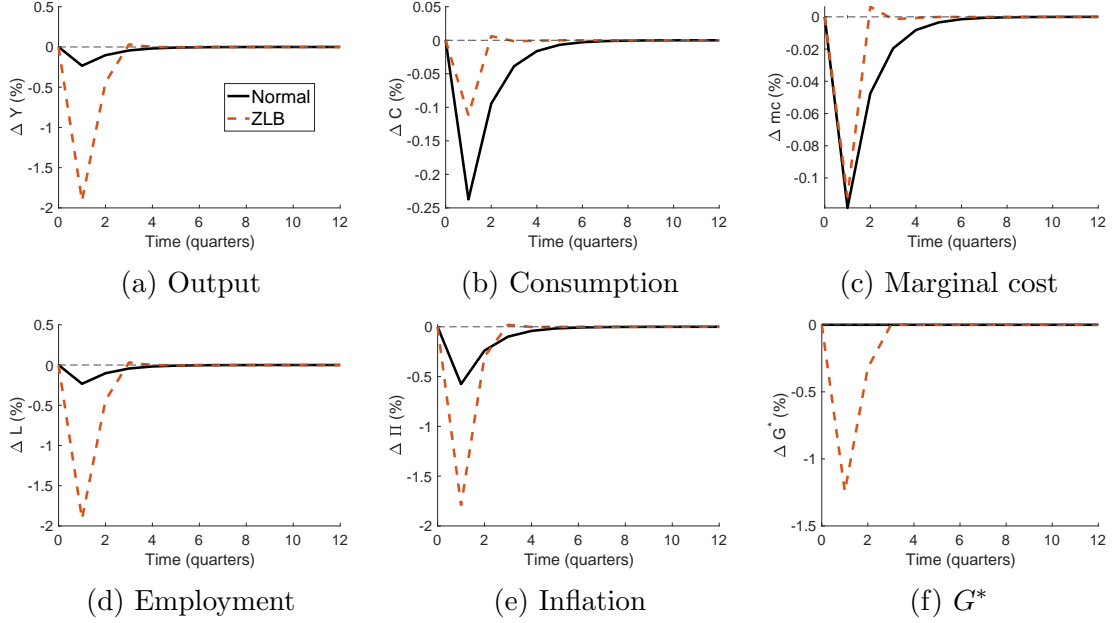 0.5
0
-0.5
-1
-1.5
-2
Δ Y (%)
Normal
ZLB
0 2 4 6 8 10 12
Time (quarters)
(a) Output
0
-0.05
-0.1
-0.15
-0.2
-0.25
Δ C (%)
0 2 4 6 8 10 12
Time (quarters)
(b) Consumption
0
-0.02
-0.04
-0.06
-0.08
-0.1
Δ mc (%)
0 2 4 6 8 10 12
Time (quarters)
(c) Marginal cost
0.5
0
-0.5
-1
-1.5
-2
Δ L (%)
0 2 4 6 8 10 12
Time (quarters)
(d) Employment
0
-0.5
-1
-1.5
-2
Δ Π (%)
0 2 4 6 8 10 12
Time (quarters)
(e) Inflation
0
-0.5
-1
-1.5
Δ G* (%)
0 2 4 6 8 10 12
Time (quarters)
(f) G*